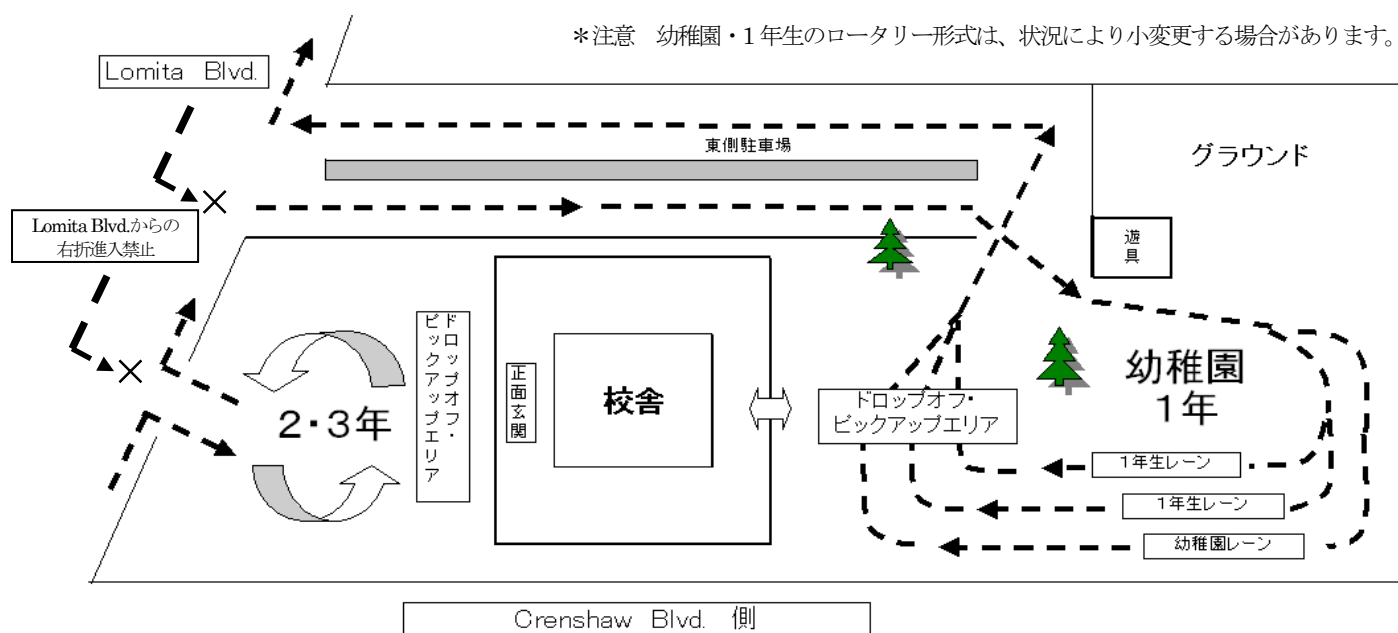 ＊注意　幼稚園・1年生のロータリー形式は、状況により小変更する場合があります。
Lomita Blvd.
東側駐車場
グラウンド
Lomita Blvd.からの
右折進入禁止
遊具
ドロップオフ・
ピックアップエリア
正面玄関
校舎
2・3年
ドロップオフ・
ピックアップエリア
幼稚園
1年
1年生レーン
1年生レーン
幼稚園レーン
Crenshaw Blvd. 側